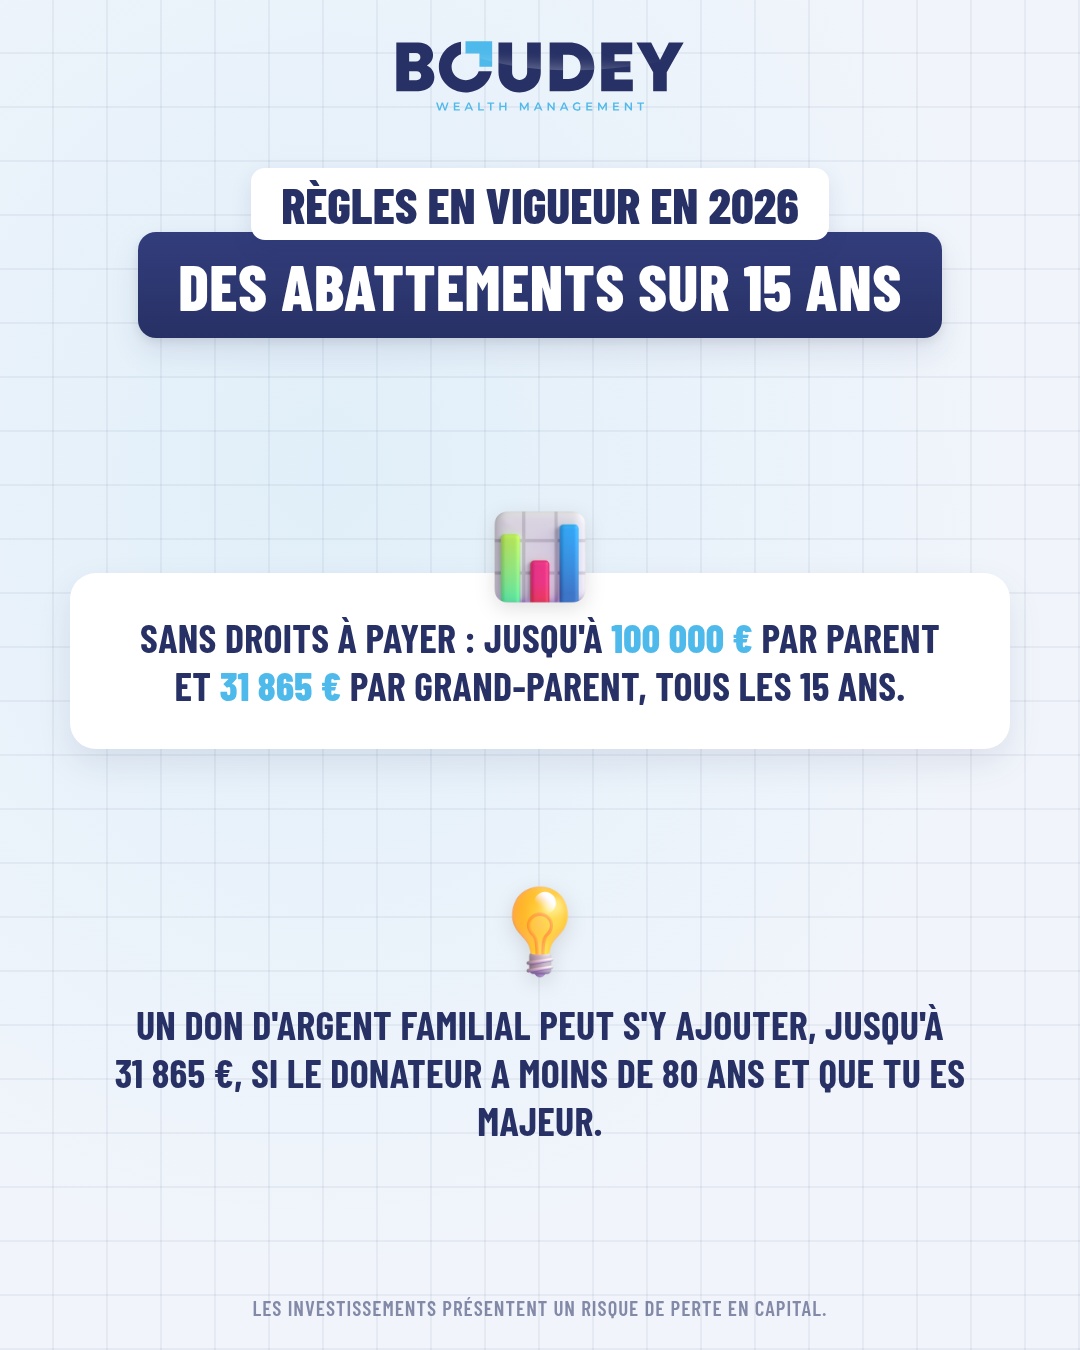 BOUDEY
WEALTH MANAGEMENT
RÈGLES EN VIGUEUR EN 2026
DES ABATTEMENTS SUR 15 ANS
SANS DROITS À PAYER : JUSQU'À 100 000 € PAR PARENT
ET 31 865 € PAR GRAND-PARENT, TOUS LES 15 ANS.
UN DON D'ARGENT FAMILIAL PEUT S'Y AJOUTER, JUSQU'À
31 865 €, SI LE DONATEUR A MOINS DE 80 ANS ET QUE TU ES
MAJEUR.
LES INVESTISSEMENTS PRÉSENTENT UN RISQUE DE PERTE EN CAPITAL.